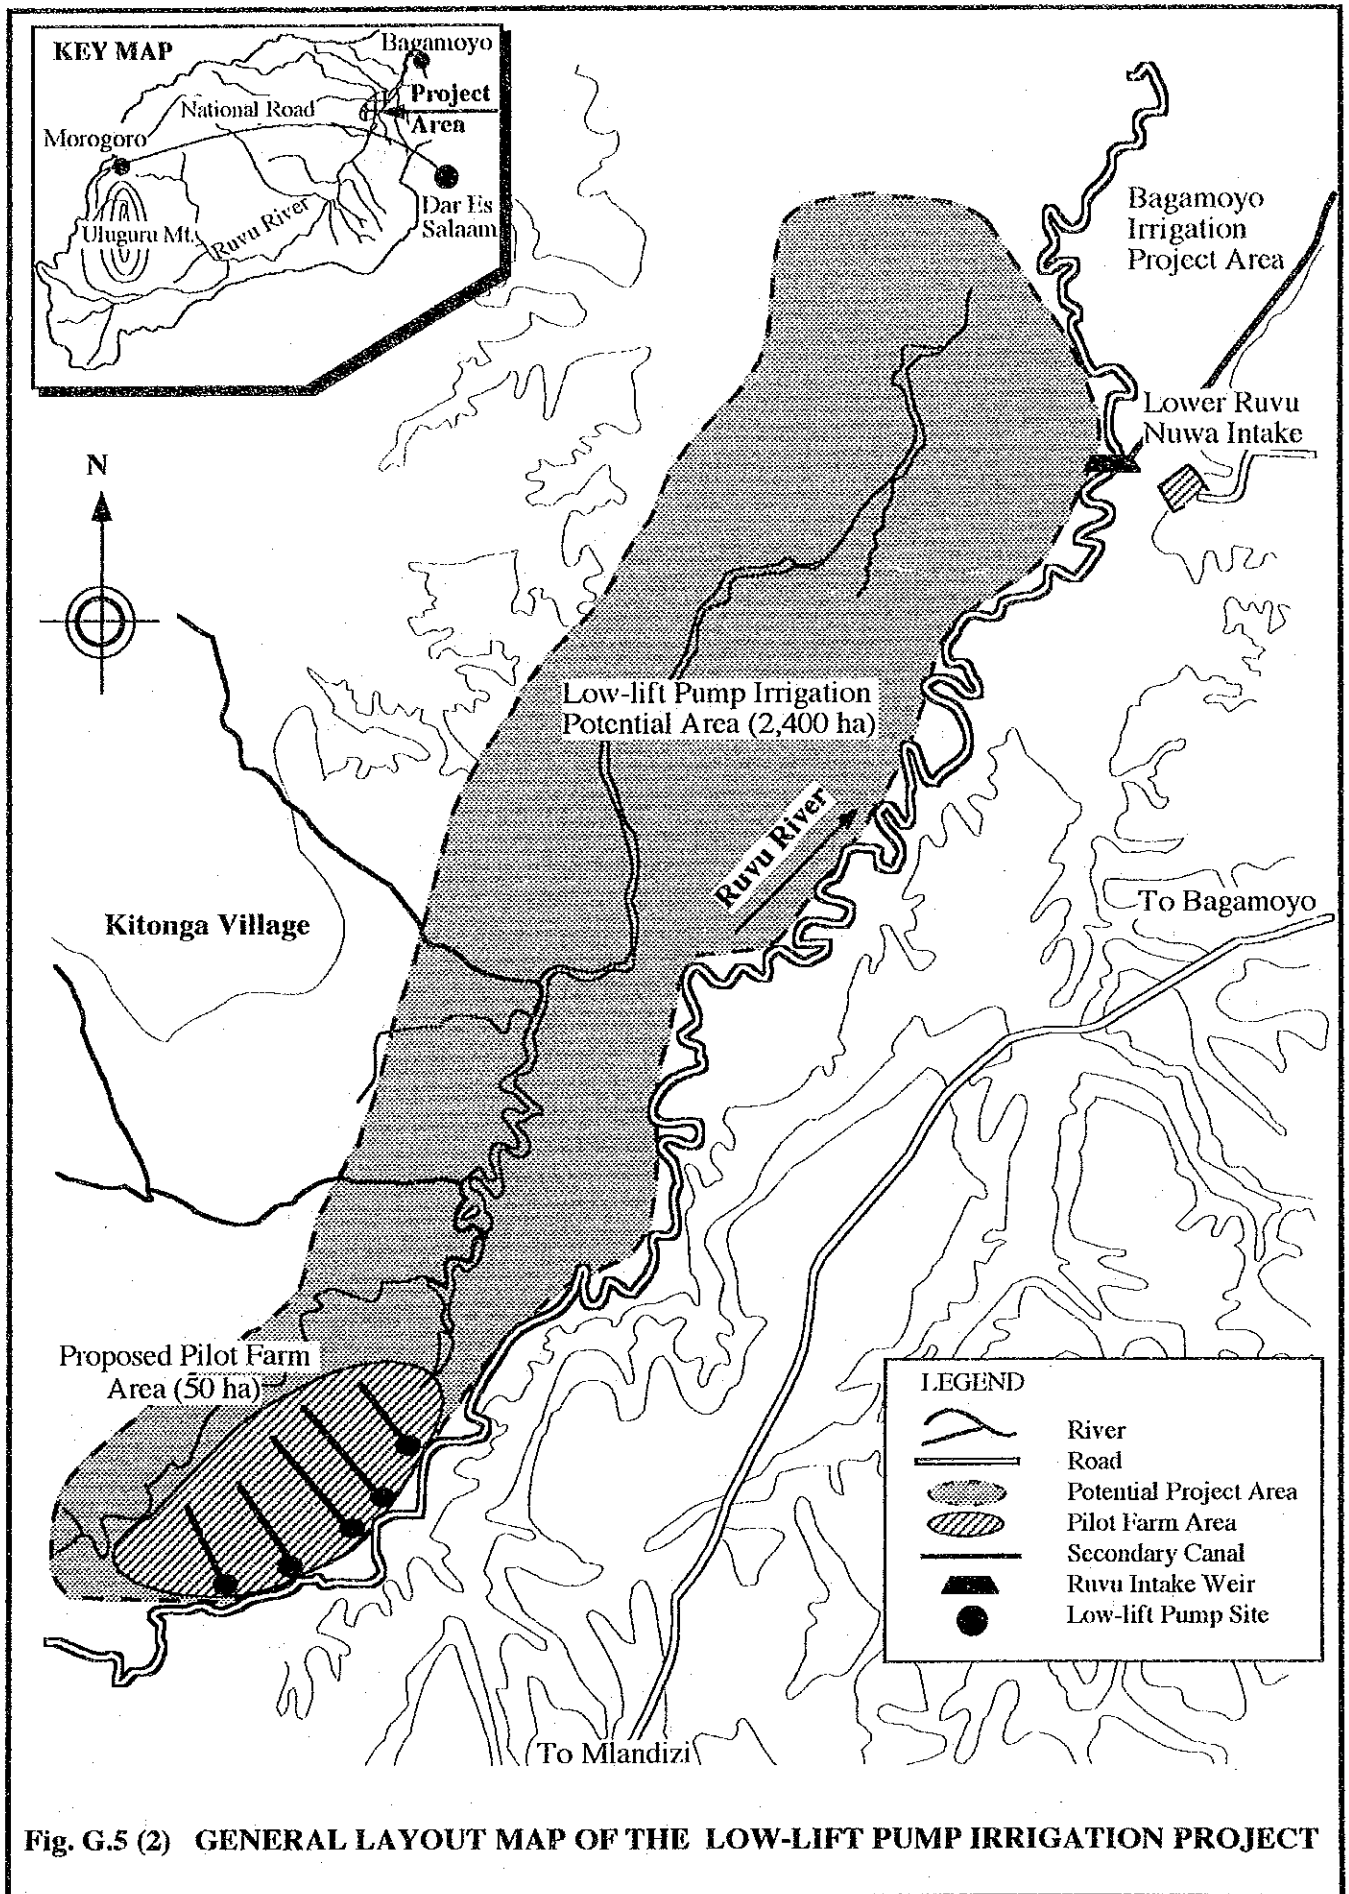 KEY MAP
Bagamoyo
Project
Area
National Road
Morogoro
Dar Es
Salaam
Uluguru Mt.
Ruvu River
Bagamoyo
Irrigation
Project Area
Lower Ruvu
Nuwa Intake
N
Low-lift Pump Irrigation
Potential Area (2,400 ha)
Ruvu River
To Bagamoyo
Kitonga Village
Proposed Pilot Farm
Area (50 ha)
LEGEND
River
Road
Potential Project Area
Pilot Farm Area
Secondary Canal
Ruvu Intake Weir
Low-lift Pump Site
To Mlandizi
Fig. G.5 (2) GENERAL LAYOUT MAP OF THE LOW-LIFT PUMP IRRIGATION PROJECT